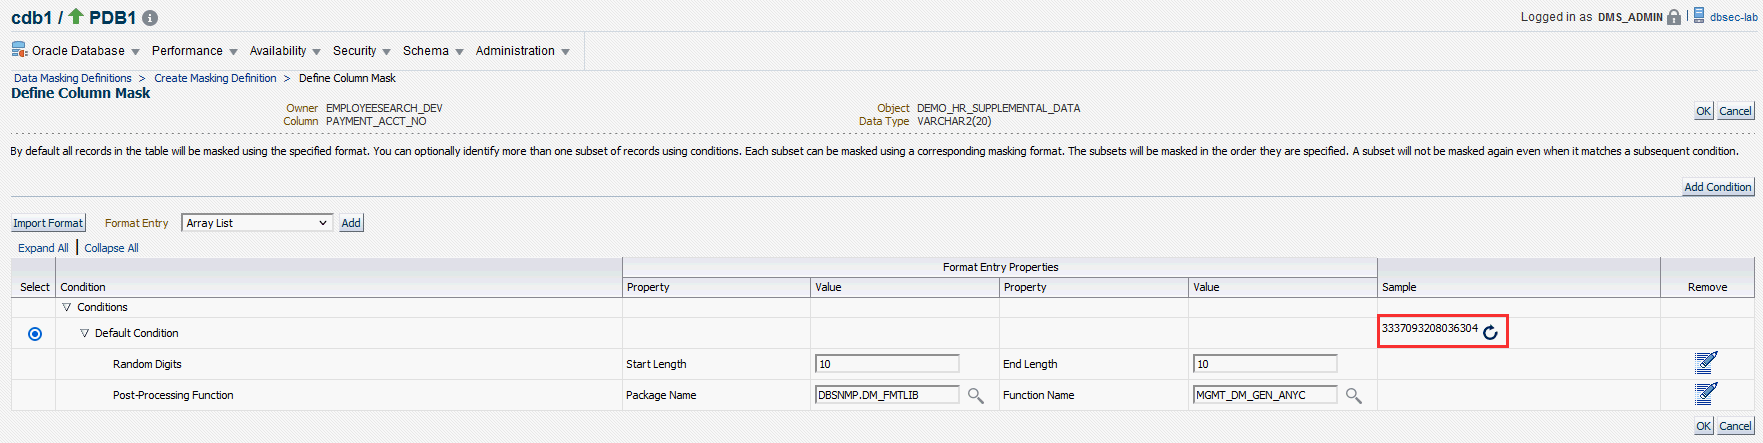 cdb1 / PDB1
Logged in as DMS_ADMIN dbsec-lab
Oracle Database Performance Availability Security Schema Administration
Data Masking Definitions > Create Masking Definition > Define Column Mask
Define Column Mask
Owner EMPLOYEESEARCH_DEV Object DEMO_HR_SUPPLEMENTAL_DATA
Column PAYMENT_ACCT_NO Data Type VARCHAR2(20)
OK Cancel
By default all records in the table will be masked using the specified format. You can optionally identify more than one subset of records using conditions. Each subset can be masked using a corresponding masking format. The subsets will be masked in the order they are specified. A subset will not be masked again even when it matches a subsequent condition.
Add Condition
Import Format Format Entry Array List Add
Expand All | Collapse All
Format Entry Properties
Select Condition Property Value Property Value Sample Remove
Conditions
Default Condition 3337093208036304
Random Digits Start Length 10 End Length 10
Post-Processing Function Package Name DBSNMP.DM_FMTLIB Function Name MGMT_DM_GEN_ANYC
OK Cancel